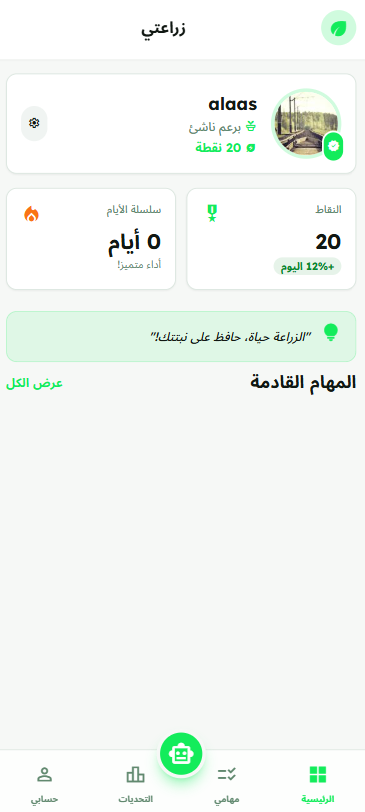 زراعتي
alaas
برعم ناشئ
20 نقطة
النقاط
20
+12% اليوم
سلسلة الأيام
0 أيام
أداء متميز!
"الزراعة حياة، حافظ على نبتتك!"
المهام القادمة
عرض الكل
الرئيسية
مهامي
التحديات
حسابي